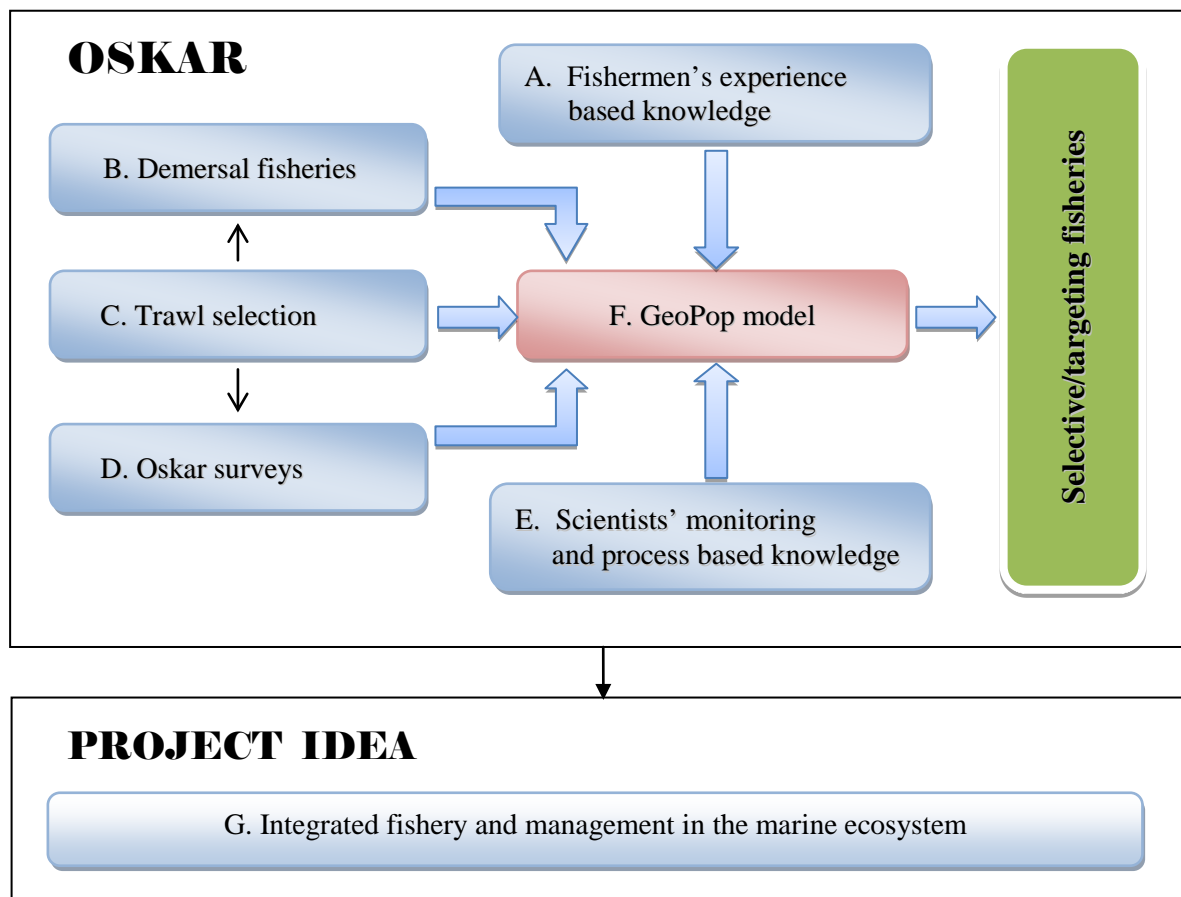 OSKAR
A. Fishermen's experience
based knowledge
B. Demersal fisheries
C. Trawl selection
F. GeoPop model
D. Oskar surveys
E. Scientists' monitoring
and process based knowledge
Selective/targeting fisheries
PROJECT IDEA
G. Integrated fishery and management in the marine ecosystem